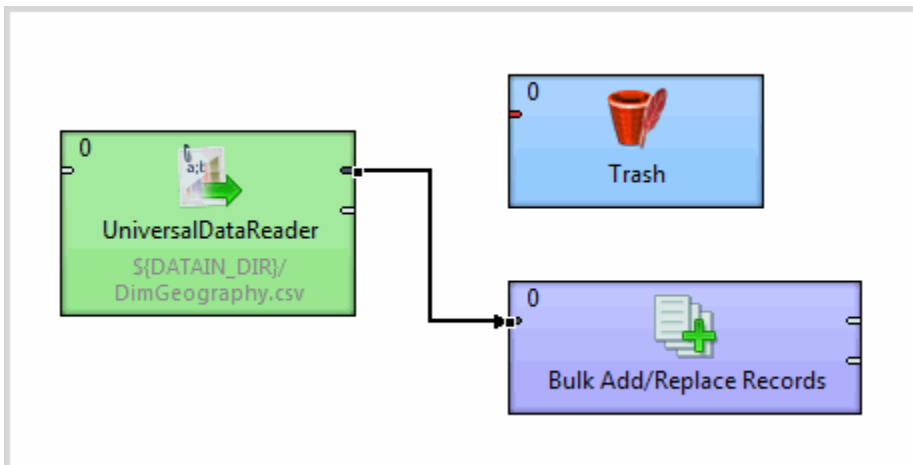 0
UniversalDataReader
${DATAIN_DIR}/
DimGeography.csv
0
Trash
0
Bulk Add/Replace Records